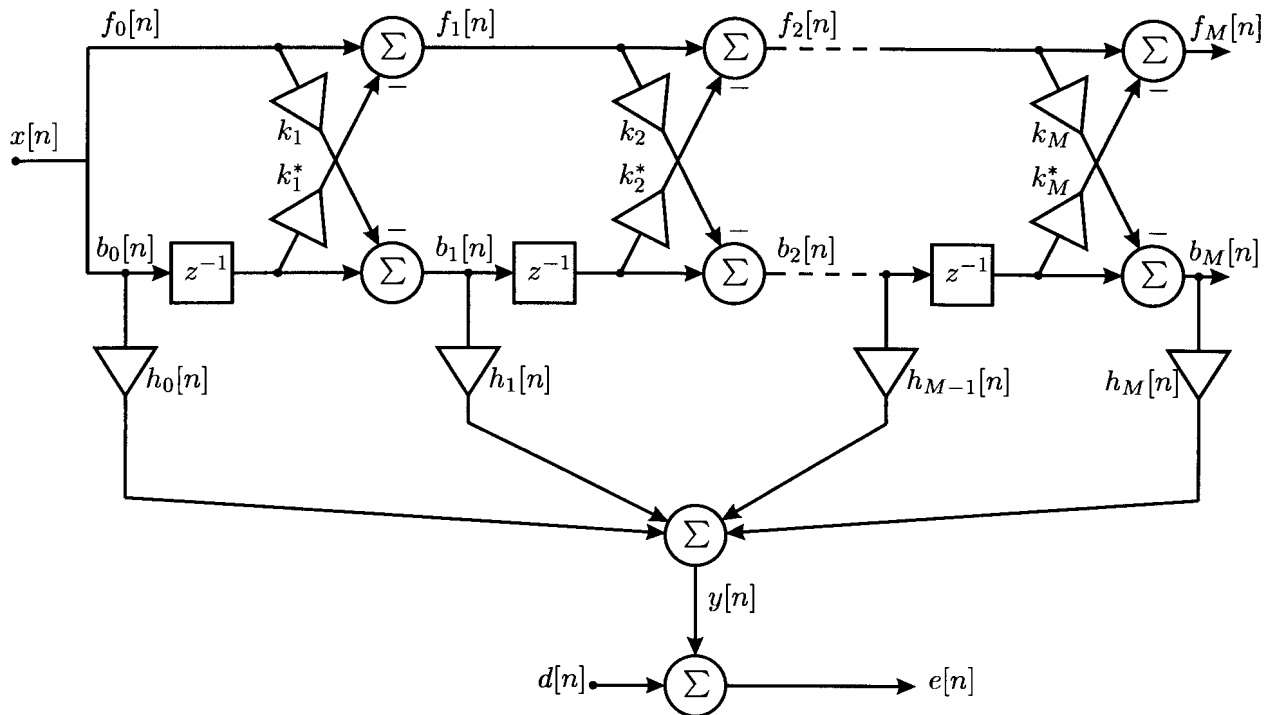 f_0[n] Σ f_1[n] Σ f_2[n] Σ f_M[n]
− − −
k_1 k_2 k_M
x[n]
k_1^* k_2^* k_M^*
− − −
b_0[n] z^{-1} Σ b_1[n] z^{-1} Σ b_2[n] z^{-1} Σ b_M[n]
h_0[n] h_1[n] h_{M-1}[n] h_M[n]
Σ
y[n]
d[n] Σ e[n]